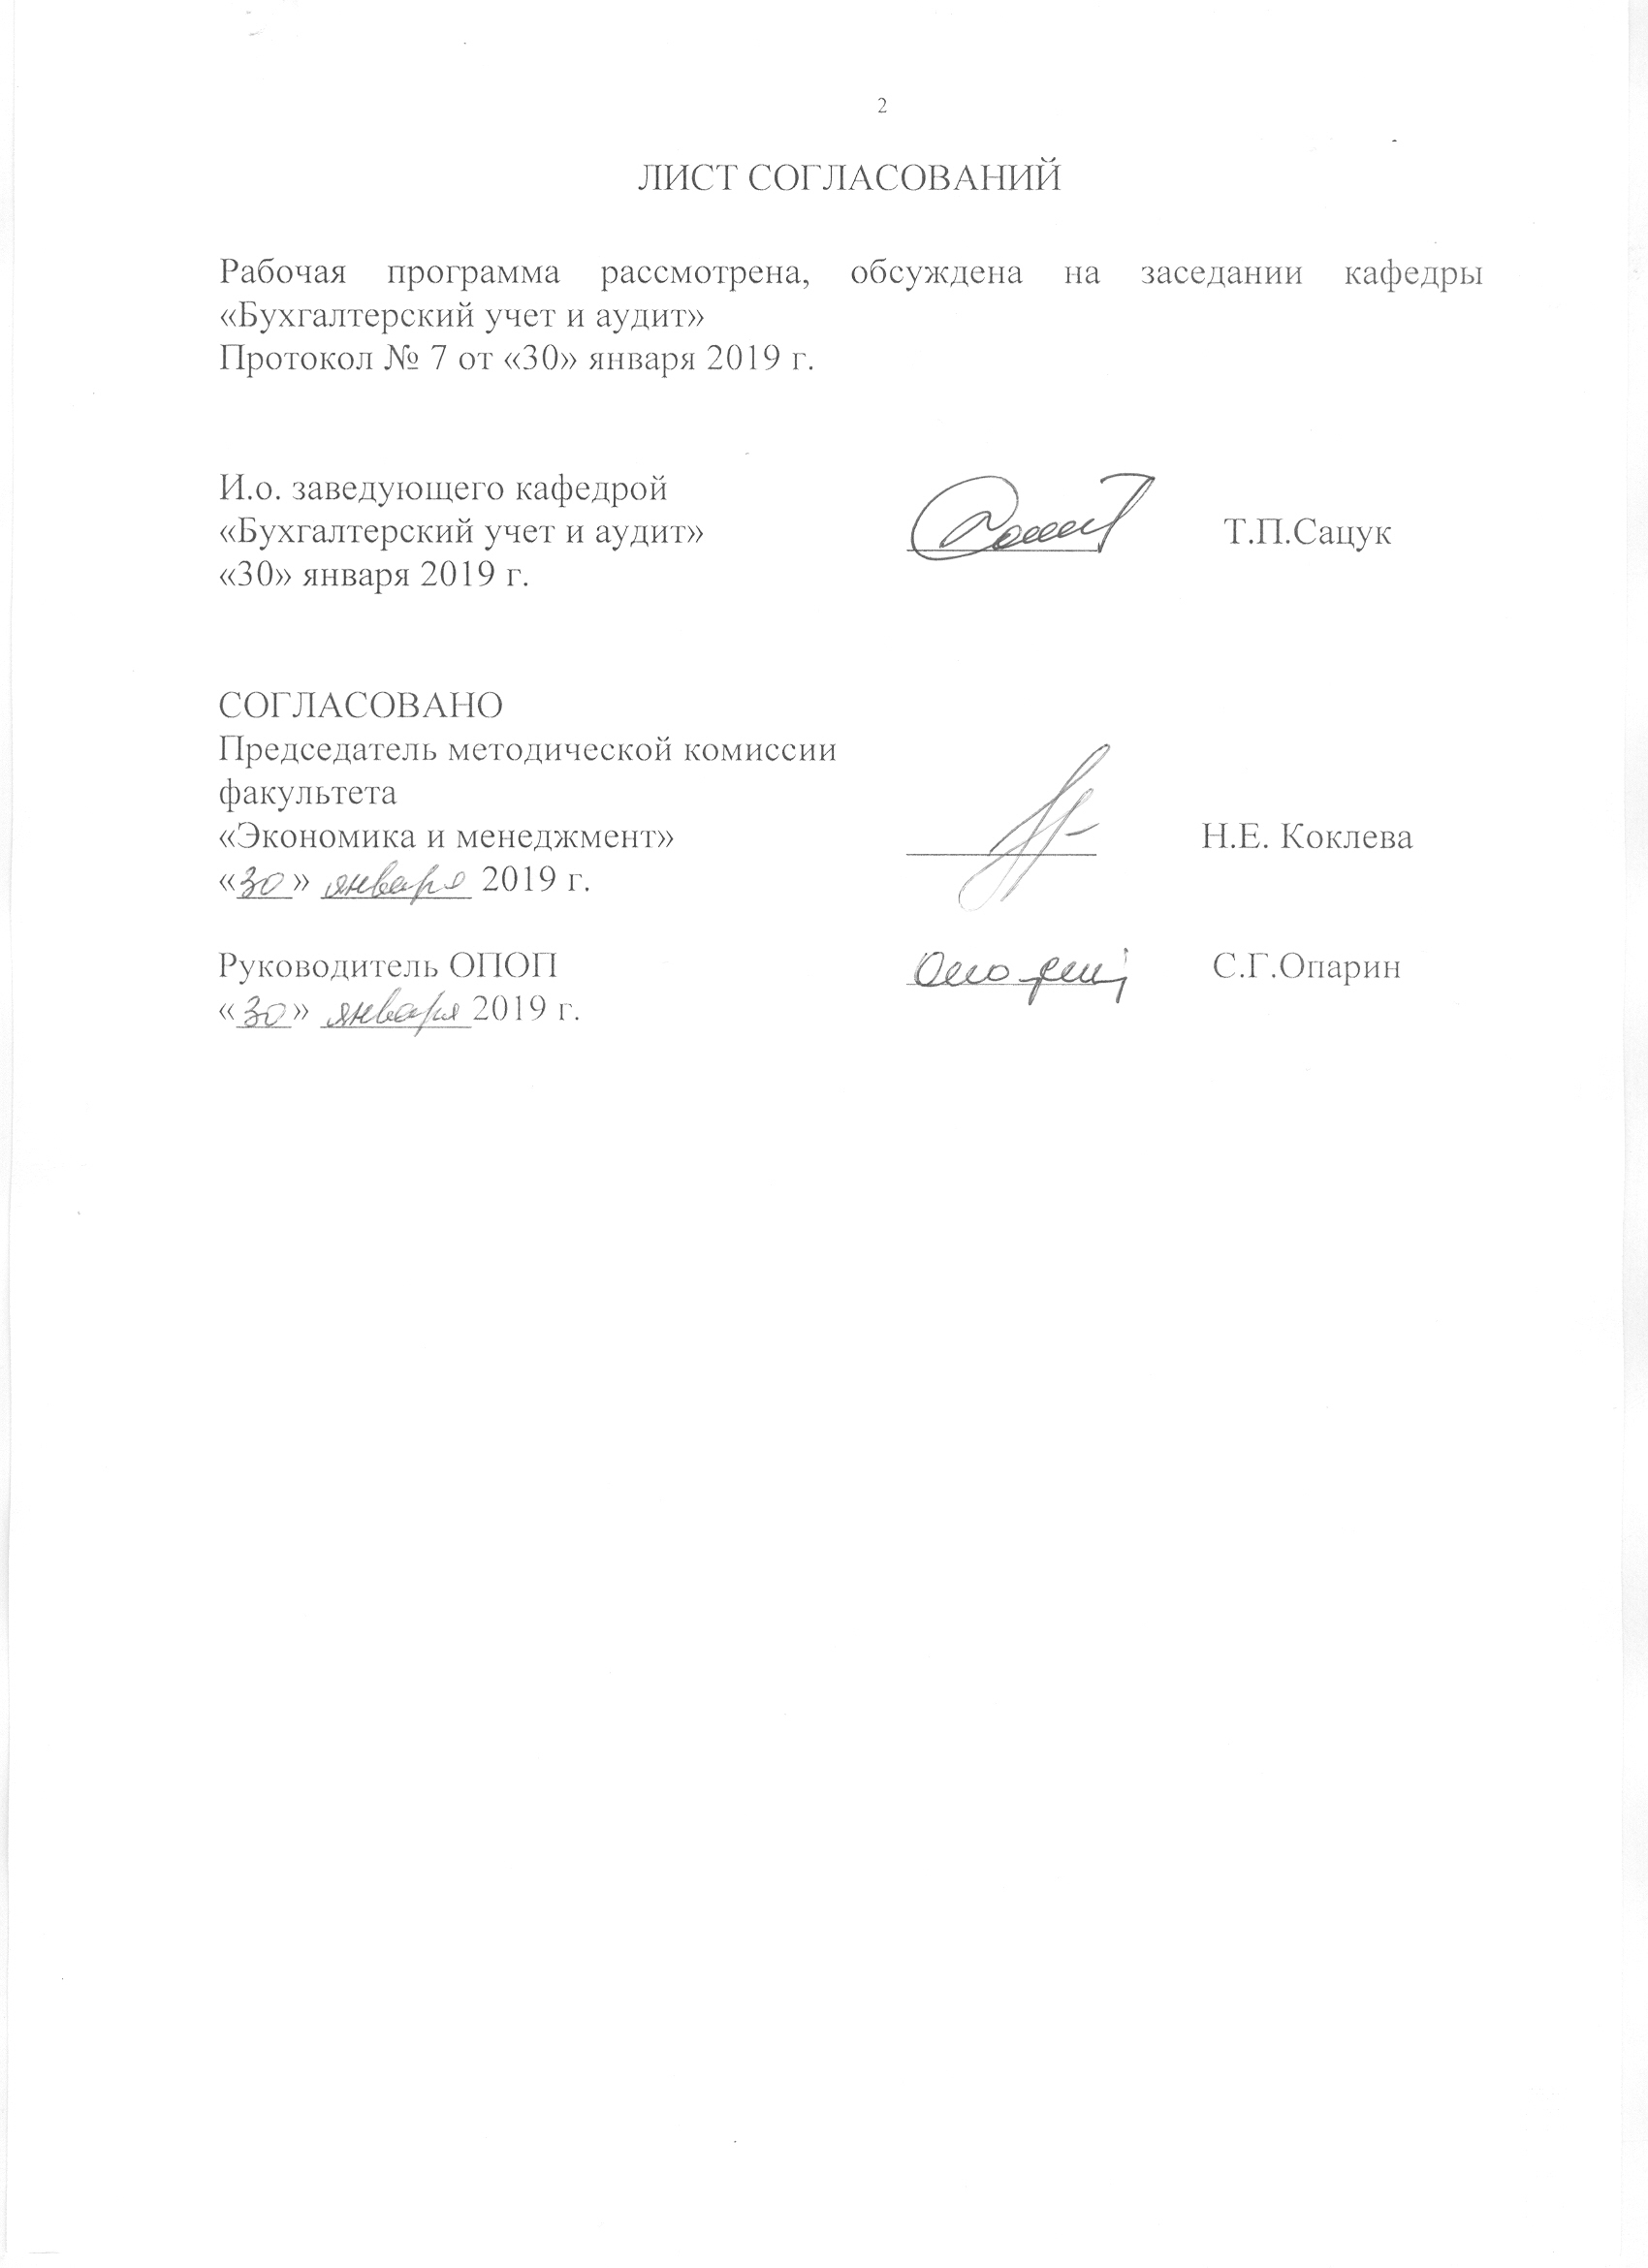 2
ЛИСТ СОГЛАСОВАНИЙ
Рабочая программа рассмотрена, обсуждена на заседании кафедры
«Бухгалтерский учет и аудит»
Протокол № 7 от «30» января 2019 г.
И.о. заведующего кафедрой
«Бухгалтерский учет и аудит» Т.П.Сацук
«30» января 2019 г.
СОГЛАСОВАНО
Председатель методической комиссии
факультета
«Экономика и менеджмент» Н.Е. Коклева
«30» января 2019 г.
Руководитель ОПОП С.Г.Опарин
«30» января 2019 г.